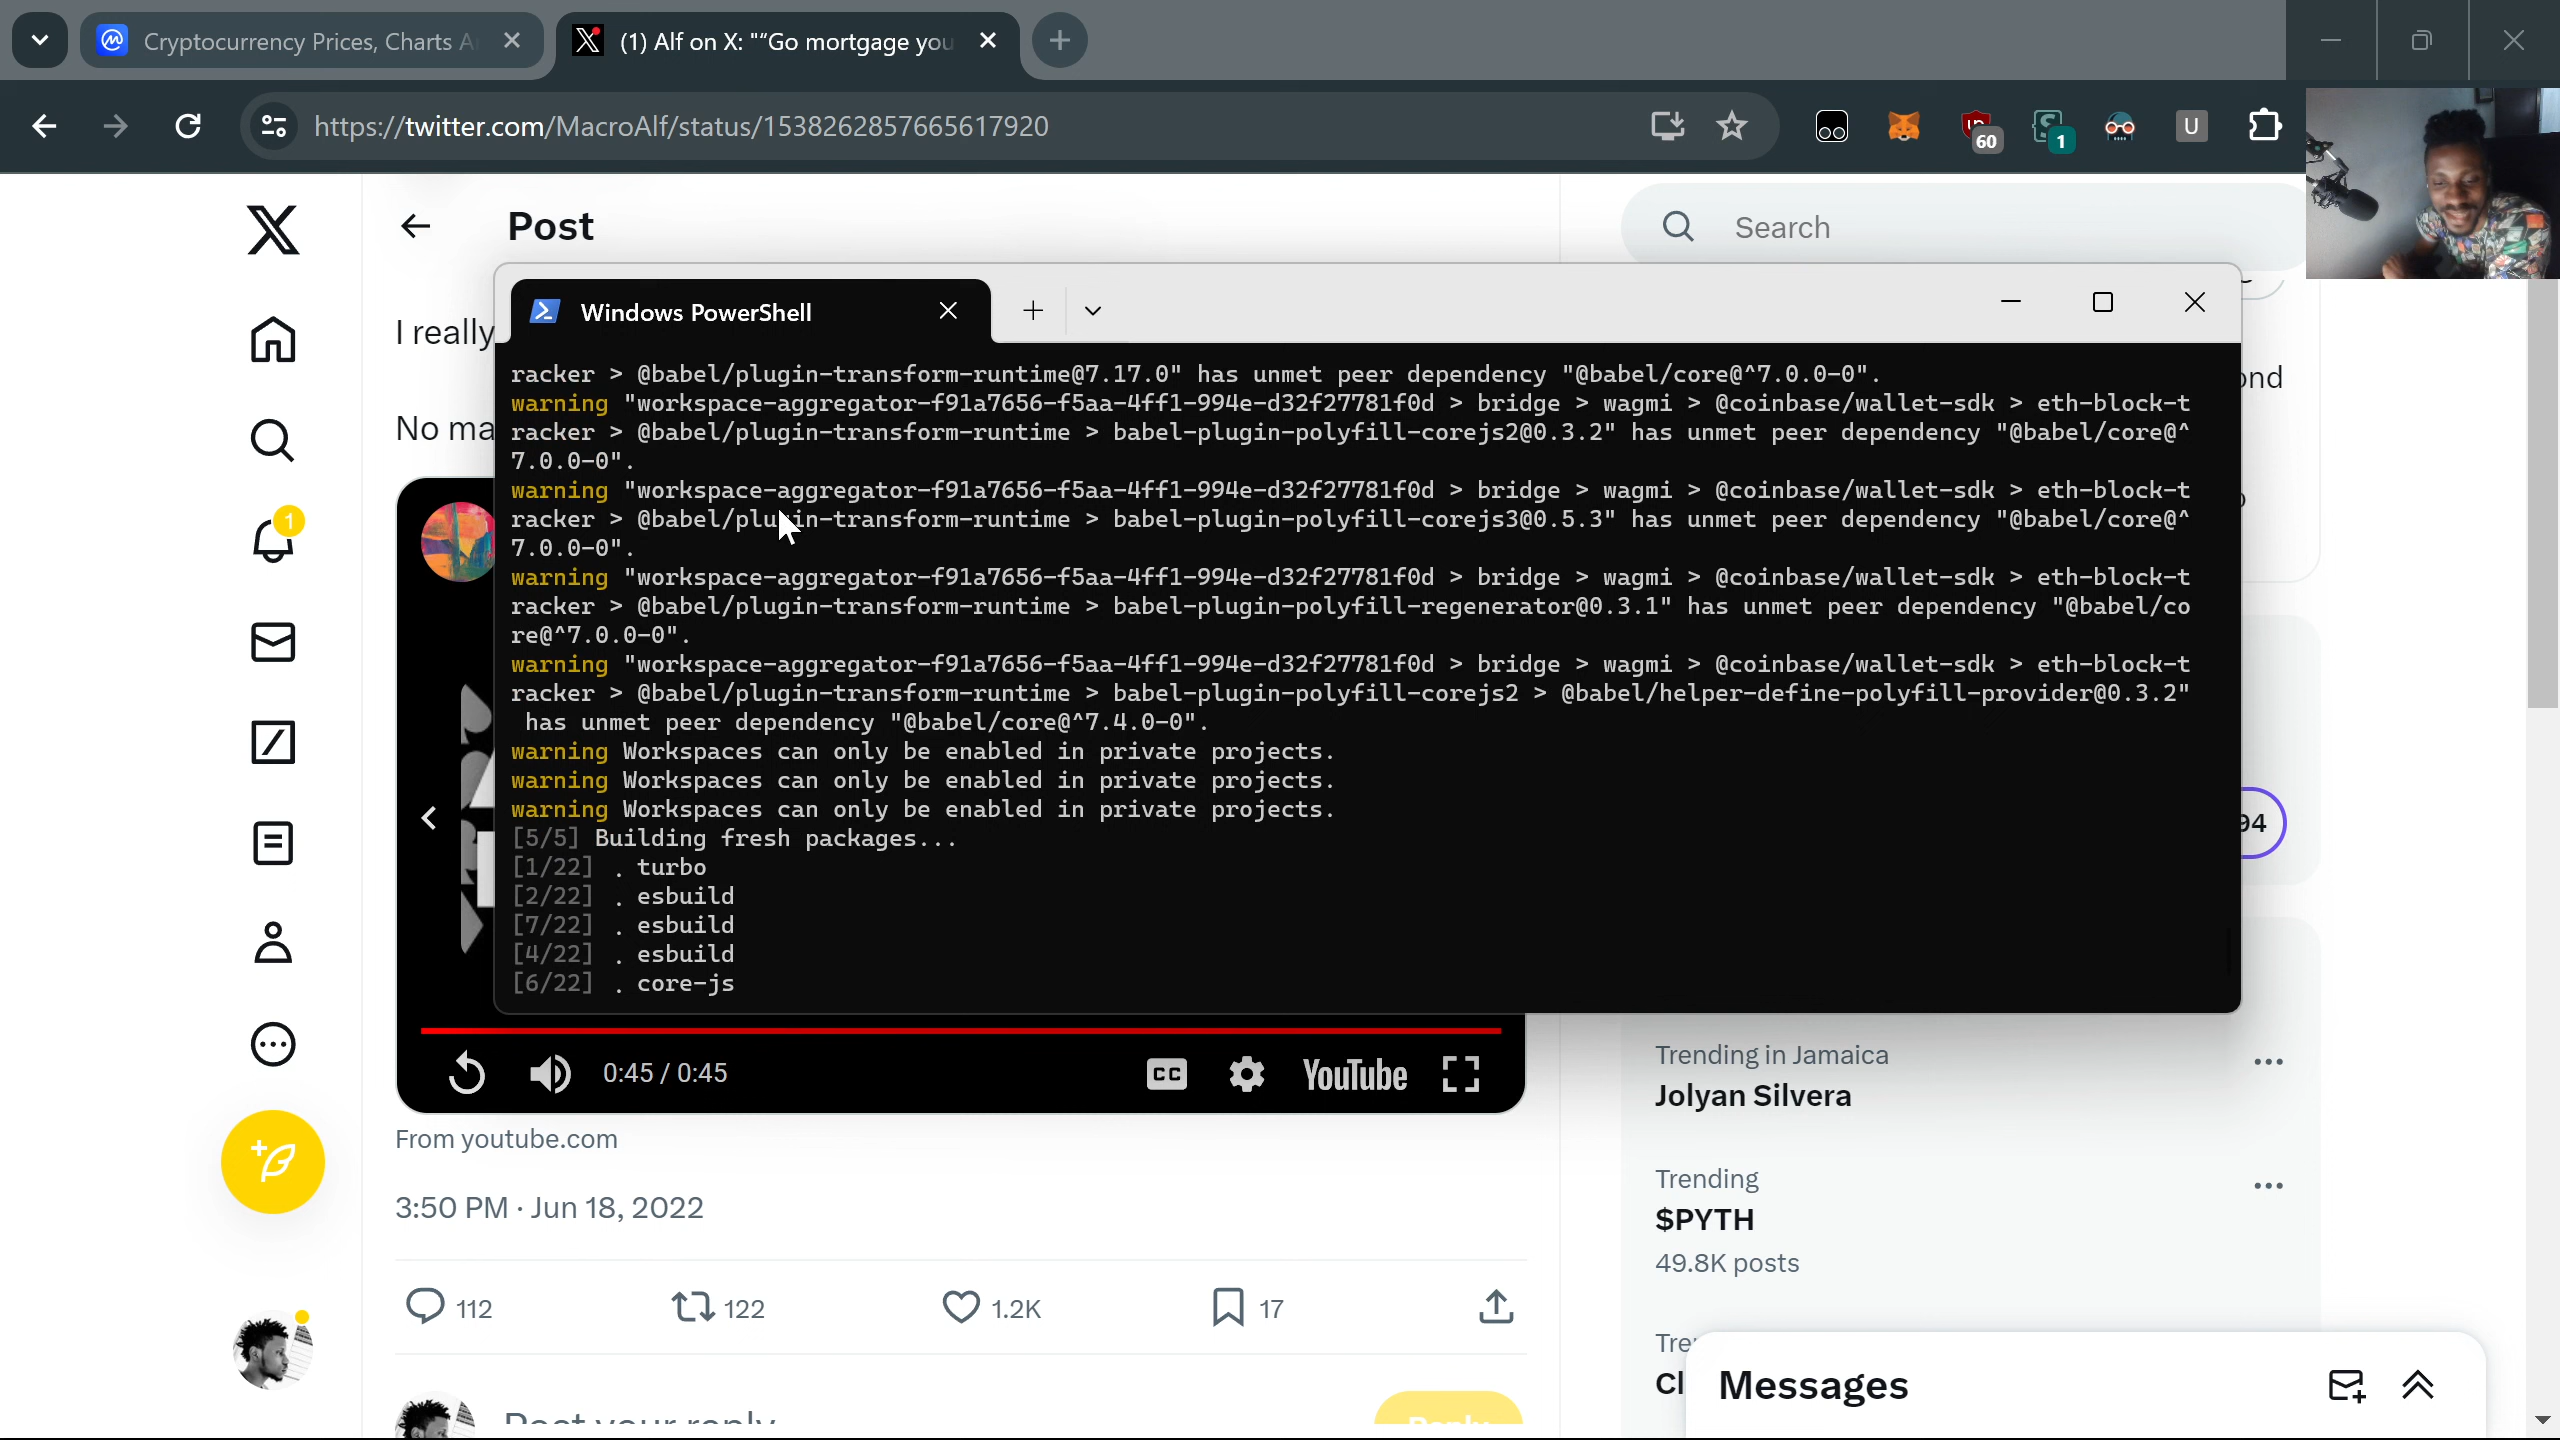 Cryptocurrency Prices, Charts A
(1) Alf on X: "“Go mortgage you
https://twitter.com/MacroAlf/status/1538262857665617920
60
1
U
Post
Search
I really
No ma
Windows PowerShell
racker > @babel/plugin-transform-runtime@7.17.0" has unmet peer dependency "@babel/core@^7.0.0-0".
warning "workspace-aggregator-f91a7656-f5aa-4ff1-994e-d32f27781f0d > bridge > wagmi > @coinbase/wallet-sdk > eth-block-t
racker > @babel/plugin-transform-runtime > babel-plugin-polyfill-corejs2@0.3.2" has unmet peer dependency "@babel/core@^
7.0.0-0".
warning "workspace-aggregator-f91a7656-f5aa-4ff1-994e-d32f27781f0d > bridge > wagmi > @coinbase/wallet-sdk > eth-block-t
racker > @babel/plugin-transform-runtime > babel-plugin-polyfill-corejs3@0.5.3" has unmet peer dependency "@babel/core@^
7.0.0-0".
warning "workspace-aggregator-f91a7656-f5aa-4ff1-994e-d32f27781f0d > bridge > wagmi > @coinbase/wallet-sdk > eth-block-t
racker > @babel/plugin-transform-runtime > babel-plugin-polyfill-regenerator@0.3.1" has unmet peer dependency "@babel/co
re@^7.0.0-0".
warning "workspace-aggregator-f91a7656-f5aa-4ff1-994e-d32f27781f0d > bridge > wagmi > @coinbase/wallet-sdk > eth-block-t
racker > @babel/plugin-transform-runtime > babel-plugin-polyfill-corejs2 > @babel/helper-define-polyfill-provider@0.3.2"
has unmet peer dependency "@babel/core@^7.4.0-0".
warning Workspaces can only be enabled in private projects.
warning Workspaces can only be enabled in private projects.
warning Workspaces can only be enabled in private projects.
[5/5] Building fresh packages...
[1/22] . turbo
[2/22] . esbuild
[7/22] . esbuild
[4/22] . esbuild
[6/22] . core-js
ond
94
1
0:45 / 0:45
CC
YouTube
From youtube.com
3:50 PM · Jun 18, 2022
112
122
1.2K
17
Post your reply
Reply
Trending in Jamaica
Jolyan Silvera
Trending
$PYTH
49.8K posts
Tre
Cl
Messages